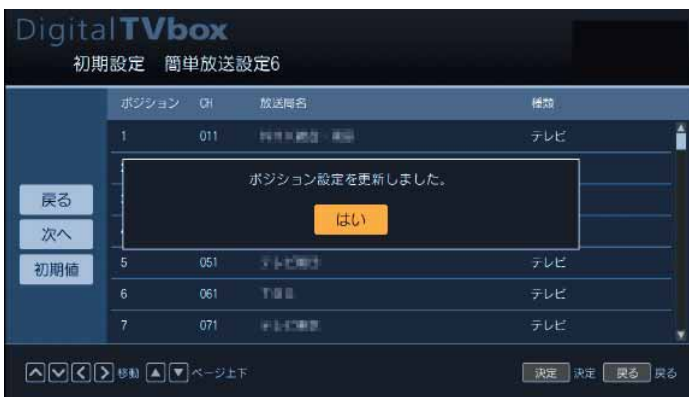 DigitalTVbox
初期設定 簡単放送設定6
ポジション CH 放送局名 種類
1 011 テレビ
ポジション設定を更新しました。
はい
戻る
次へ
初期値
5 051 テレビ
6 061 テレビ
7 071 テレビ
移動 ページ上下 決定 決定 戻る 戻る